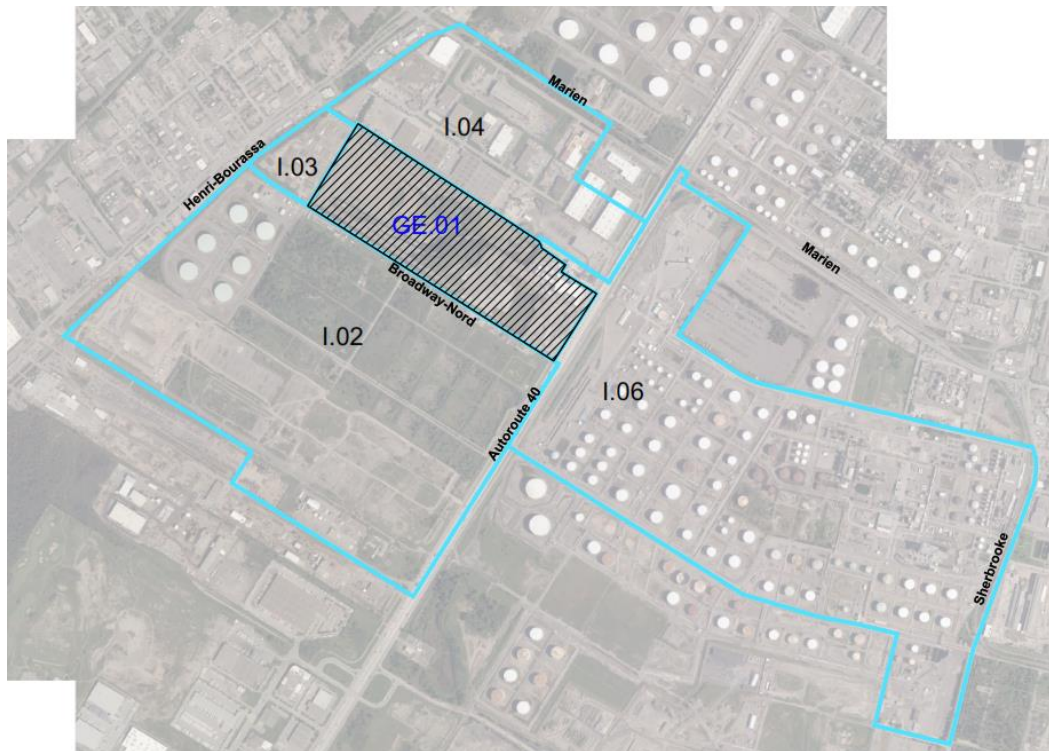 Marien
I.04
Henri-Bourassa
I.03
GE.01
Marien
Broadway-Nord
I.02
I.06
Autoroute 40
Sherbrooke